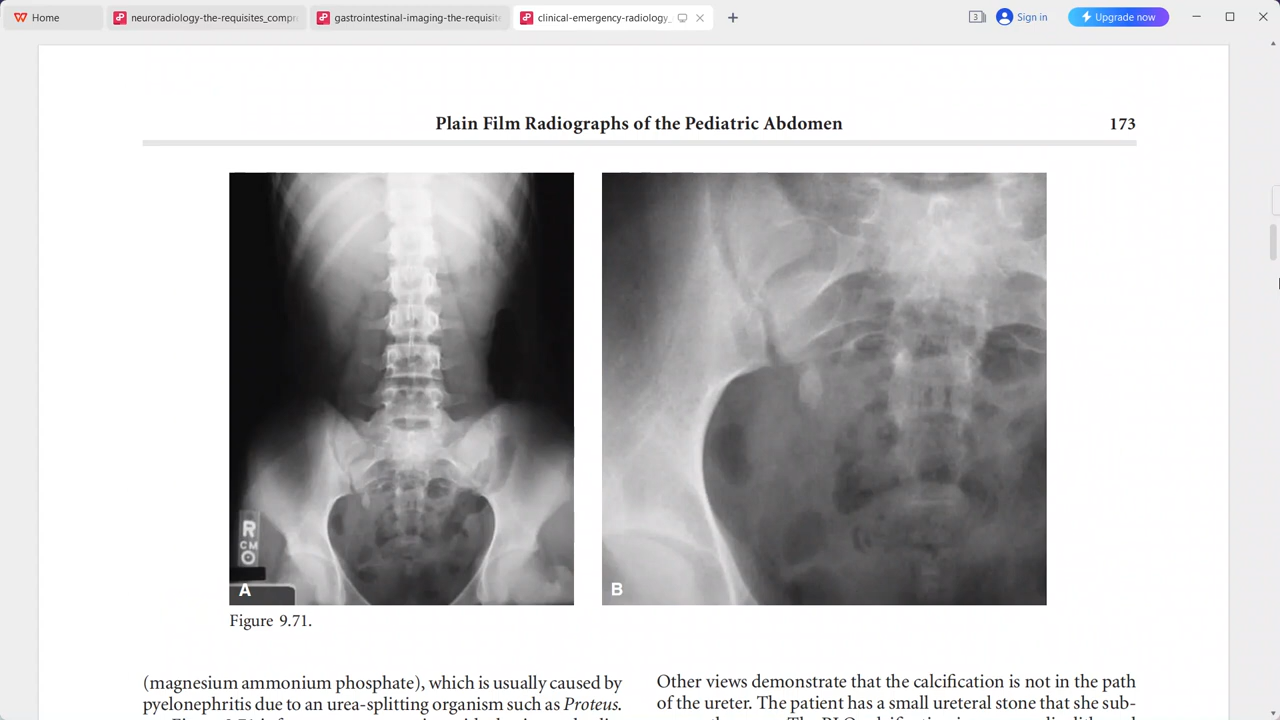 Home
neuroradiology-the-requisites_compr
gastrointestinal-imaging-the-requisite
clinical-emergency-radiology_
3
Sign in
Upgrade now
Plain Film Radiographs of the Pediatric Abdomen 173
R
CM
A
B
Figure 9.71.
(magnesium ammonium phosphate), which is usually caused by
pyelonephritis due to an urea-splitting organism such as Proteus.
Other views demonstrate that the calcification is not in the path
of the ureter. The patient has a small ureteral stone that she sub-